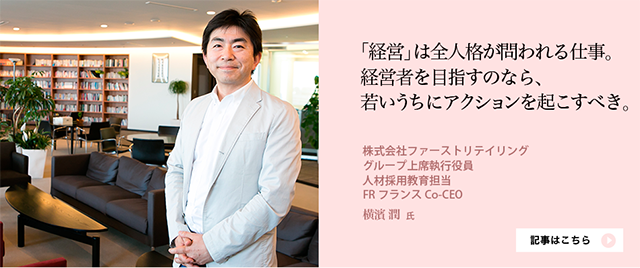 「経営」は全人格が問われる仕事。
経営者を目指すのなら、
若いうちにアクションを起こすべき。
株式会社ファーストリテイリング
グループ上席執行役員
人材採用教育担当
FR フランス Co-CEO
横濱 潤 氏
記事はこちら